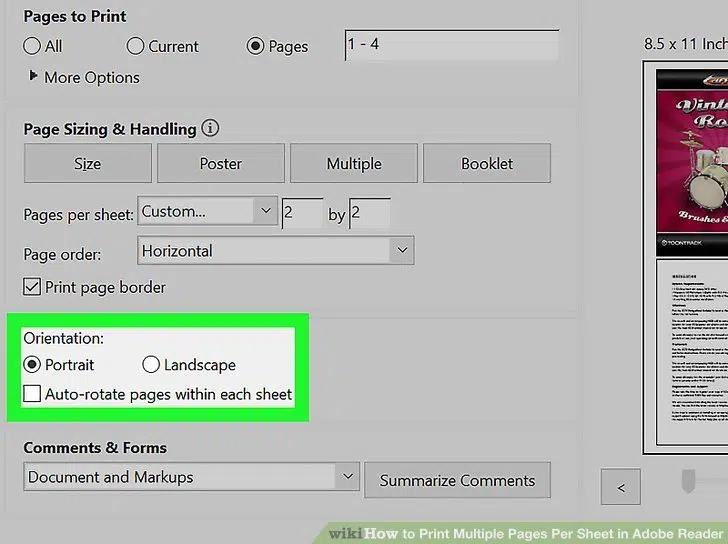 Pages to Print
All Current Pages 1 - 4
More Options
8.5 x 11 Inch
Page Sizing & Handling
Size Poster Multiple Booklet
Pages per sheet: Custom... 2 by 2
Page order: Horizontal
Print page border
Orientation:
Portrait Landscape
Auto-rotate pages within each sheet
Comments & Forms
Document and Markups Summarize Comments
<
Brushes &
TOONTRACK
wikiHow to Print Multiple Pages Per Sheet in Adobe Reader